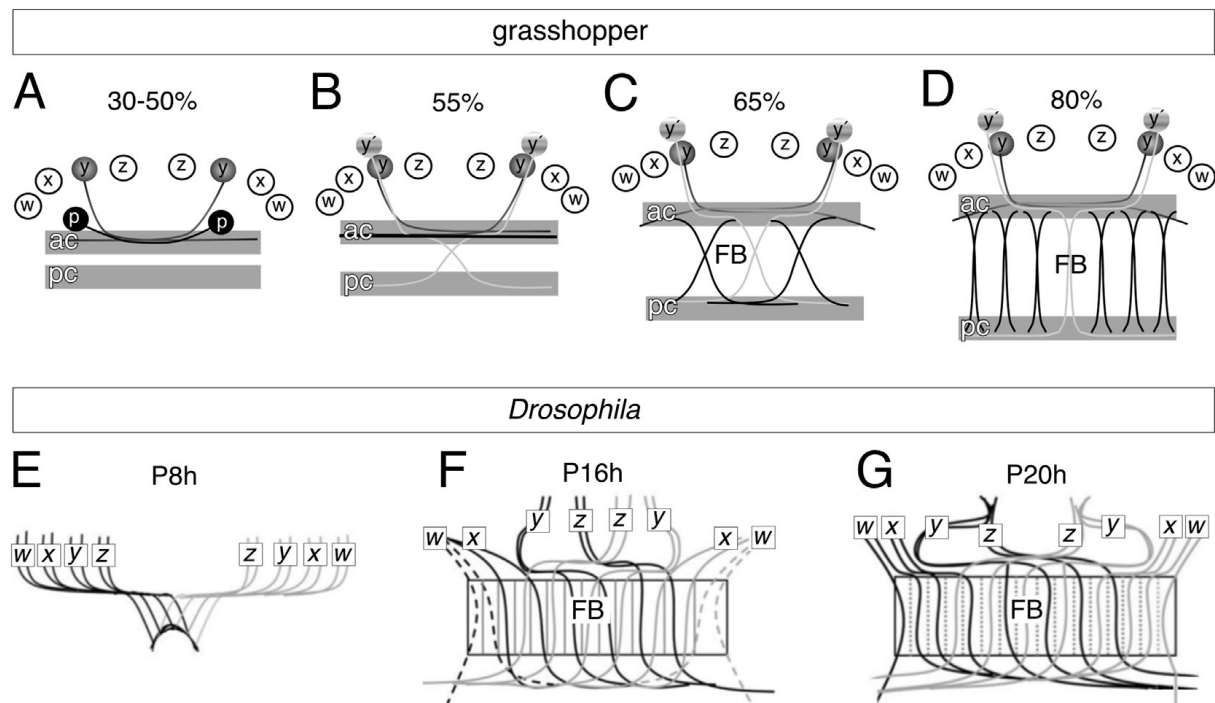 grasshopper
A 30-50% B 55% C 65% D 80%
y z z y x x w w p p ac pc
y´ y´ y y z z x x w w ac pc
y´ y´ y y z z x x w w ac FB pc
y´ y´ y y z z x x w w ac FB pc
Drosophila
E P8h F P16h G P20h
w x y z z y x w
w x y z z y x w FB
w x y z z y x w FB